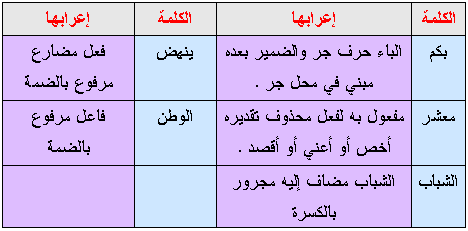 الكلمة إعرابها الكلمة إعرابها
بكم الباء حرف جر والضمير بعده ينهض فعل مضارع
مبني في محل جر . مرفوع بالضمة
معشر مفعول به لفعل محذوف تقديره الوطن فاعل مرفوع
أخص أو أعني أو أقصد . بالضمة
الشباب الشباب مضاف إليه مجرور
بالكسرة